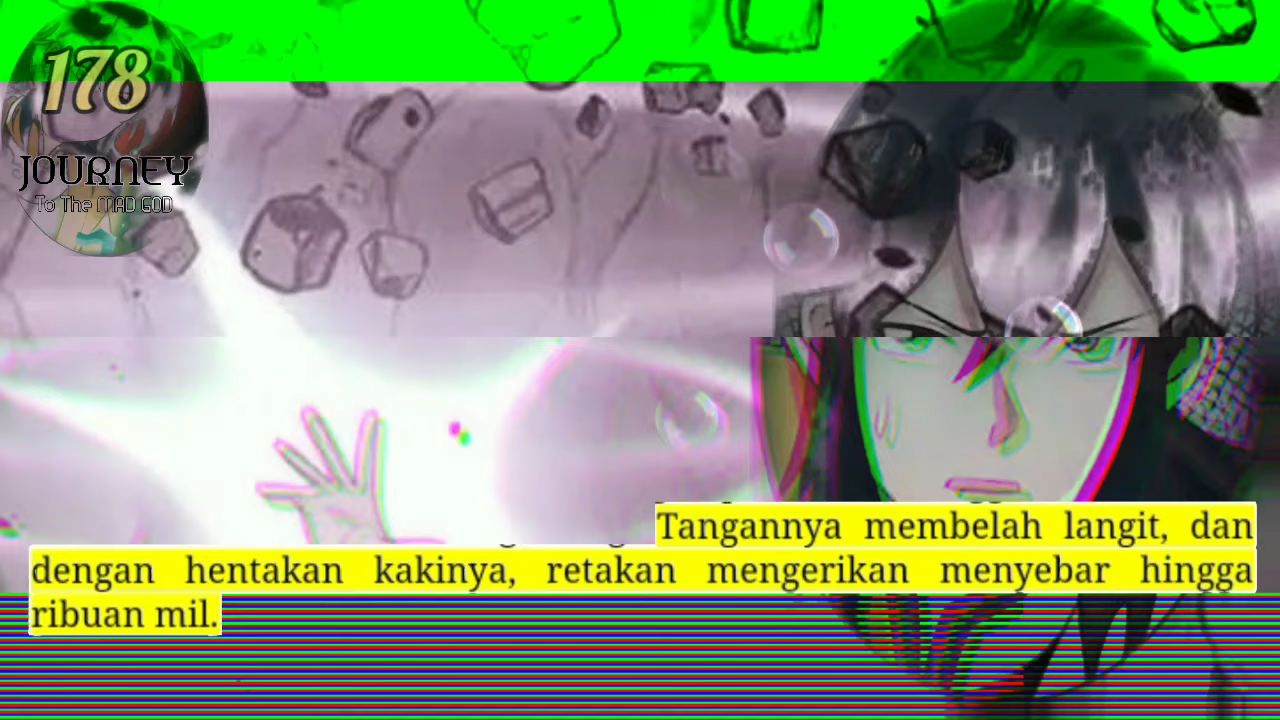 178
JOURNEY
To The MAD GOD
Tangannya membelah langit, dan
dengan hentakan kakinya, retakan mengerikan menyebar hingga
ribuan mil.